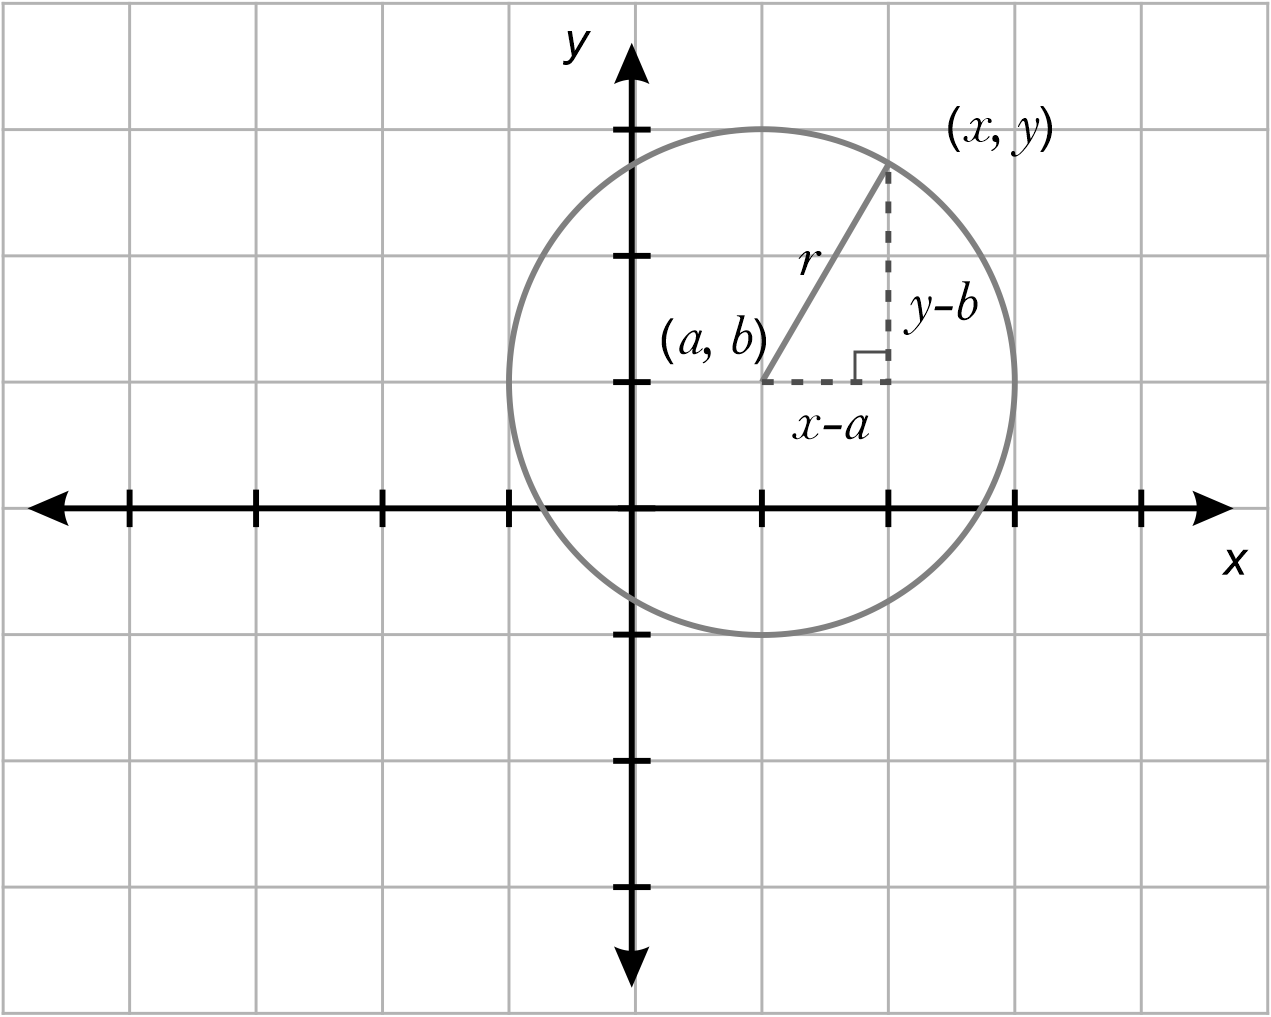 y
(x, y)
r
y-b
(a, b)
x-a
x